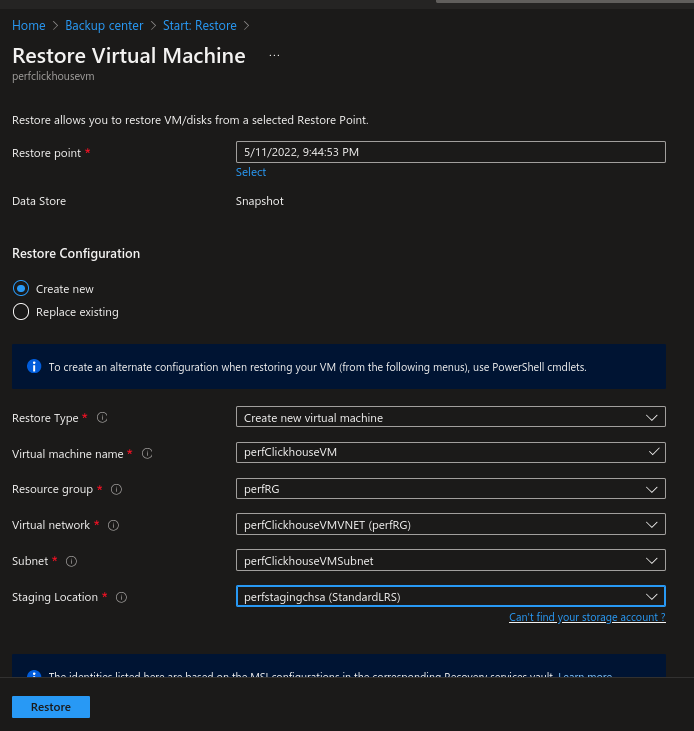 Home > Backup center > Start: Restore >
Restore Virtual Machine ...
perfclickhousevm
Restore allows you to restore VM/disks from a selected Restore Point.
Restore point * 5/11/2022, 9:44:53 PM
Select
Data Store Snapshot
Restore Configuration
Create new
Replace existing
To create an alternate configuration when restoring your VM (from the following menus), use PowerShell cmdlets.
Restore Type * Create new virtual machine
Virtual machine name * perfClickhouseVM
Resource group * perfRG
Virtual network * perfClickhouseVMVNET (perfRG)
Subnet * perfClickhouseVMSubnet
Staging Location * perfstagingchsa (StandardLRS)
Can't find your storage account ?
The identities listed here are based on the MSI configurations in the corresponding Recovery services vault. Learn more
Restore